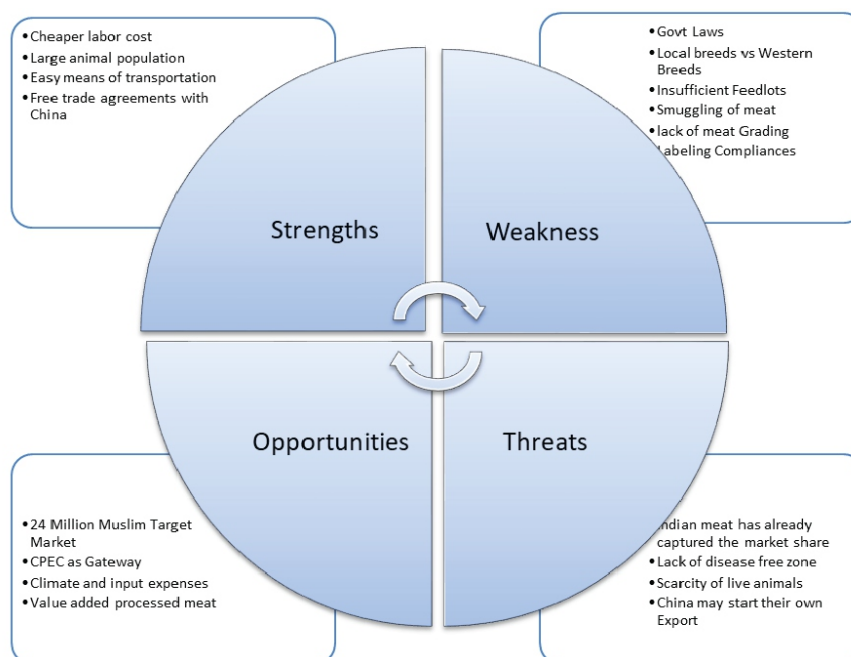 • Cheaper labor cost
• Large animal population
• Easy means of transportation
• Free trade agreements with
China
• Govt Laws
• Local breeds vs Western
Breeds
• Insufficient Feedlots
• Smuggling of meat
• lack of meat Grading
Labeling Compliances
Strengths
Weakness
Opportunities
Threats
• 24 Million Muslim Target
Market
• CPEC as Gateway
• Climate and input expenses
• Value added processed meat
Indian meat has already
captured the market share
• Lack of disease free zone
• Scarcity of live animals
• China may start their own
Export